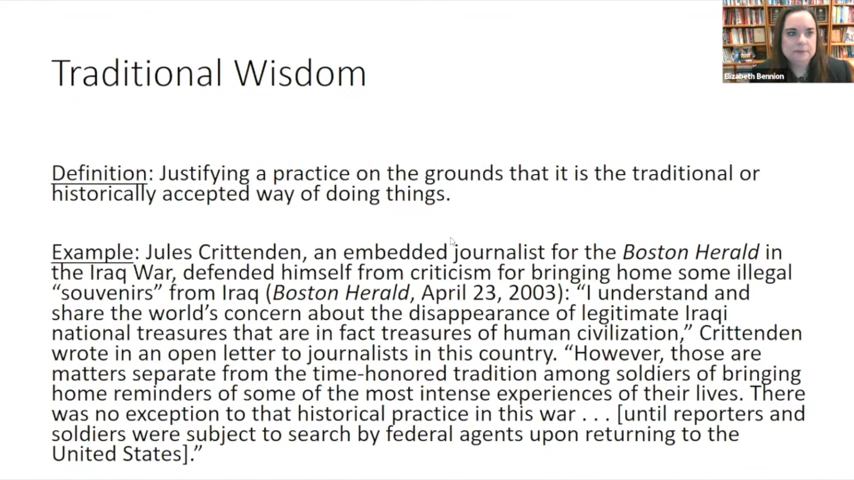 Traditional Wisdom
Elizabeth Bennion
Definition: Justifying a practice on the grounds that it is the traditional or
historically accepted way of doing things.
Example: Jules Crittenden, an embedded journalist for the Boston Herald in
the Iraq War, defended himself from criticism for bringing home some illegal
“souvenirs” from Iraq (Boston Herald, April 23, 2003): “I understand and
share the world’s concern about the disappearance of legitimate Iraqi
national treasures that are in fact treasures of human civilization,” Crittenden
wrote in an open letter to journalists in this country. “However, those are
matters separate from the time-honored tradition among soldiers of bringing
home reminders of some of the most intense experiences of their lives. There
was no exception to that historical practice in this war . . . [until reporters and
soldiers were subject to search by federal agents upon returning to the
United States].”